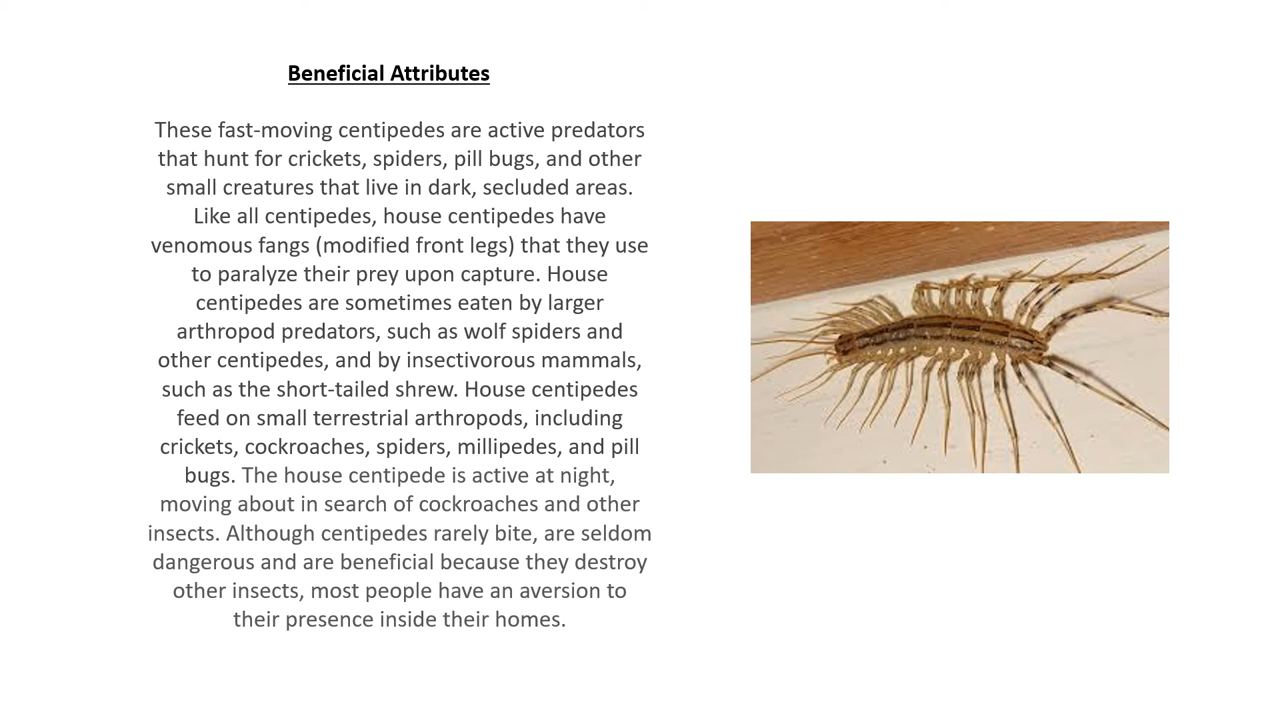 Beneficial Attributes
These fast-moving centipedes are active predators
that hunt for crickets, spiders, pill bugs, and other
small creatures that live in dark, secluded areas.
Like all centipedes, house centipedes have
venomous fangs (modified front legs) that they use
to paralyze their prey upon capture. House
centipedes are sometimes eaten by larger
arthropod predators, such as wolf spiders and
other centipedes, and by insectivorous mammals,
such as the short-tailed shrew. House centipedes
feed on small terrestrial arthropods, including
crickets, cockroaches, spiders, millipedes, and pill
bugs. The house centipede is active at night,
moving about in search of cockroaches and other
insects. Although centipedes rarely bite, are seldom
dangerous and are beneficial because they destroy
other insects, most people have an aversion to
their presence inside their homes.